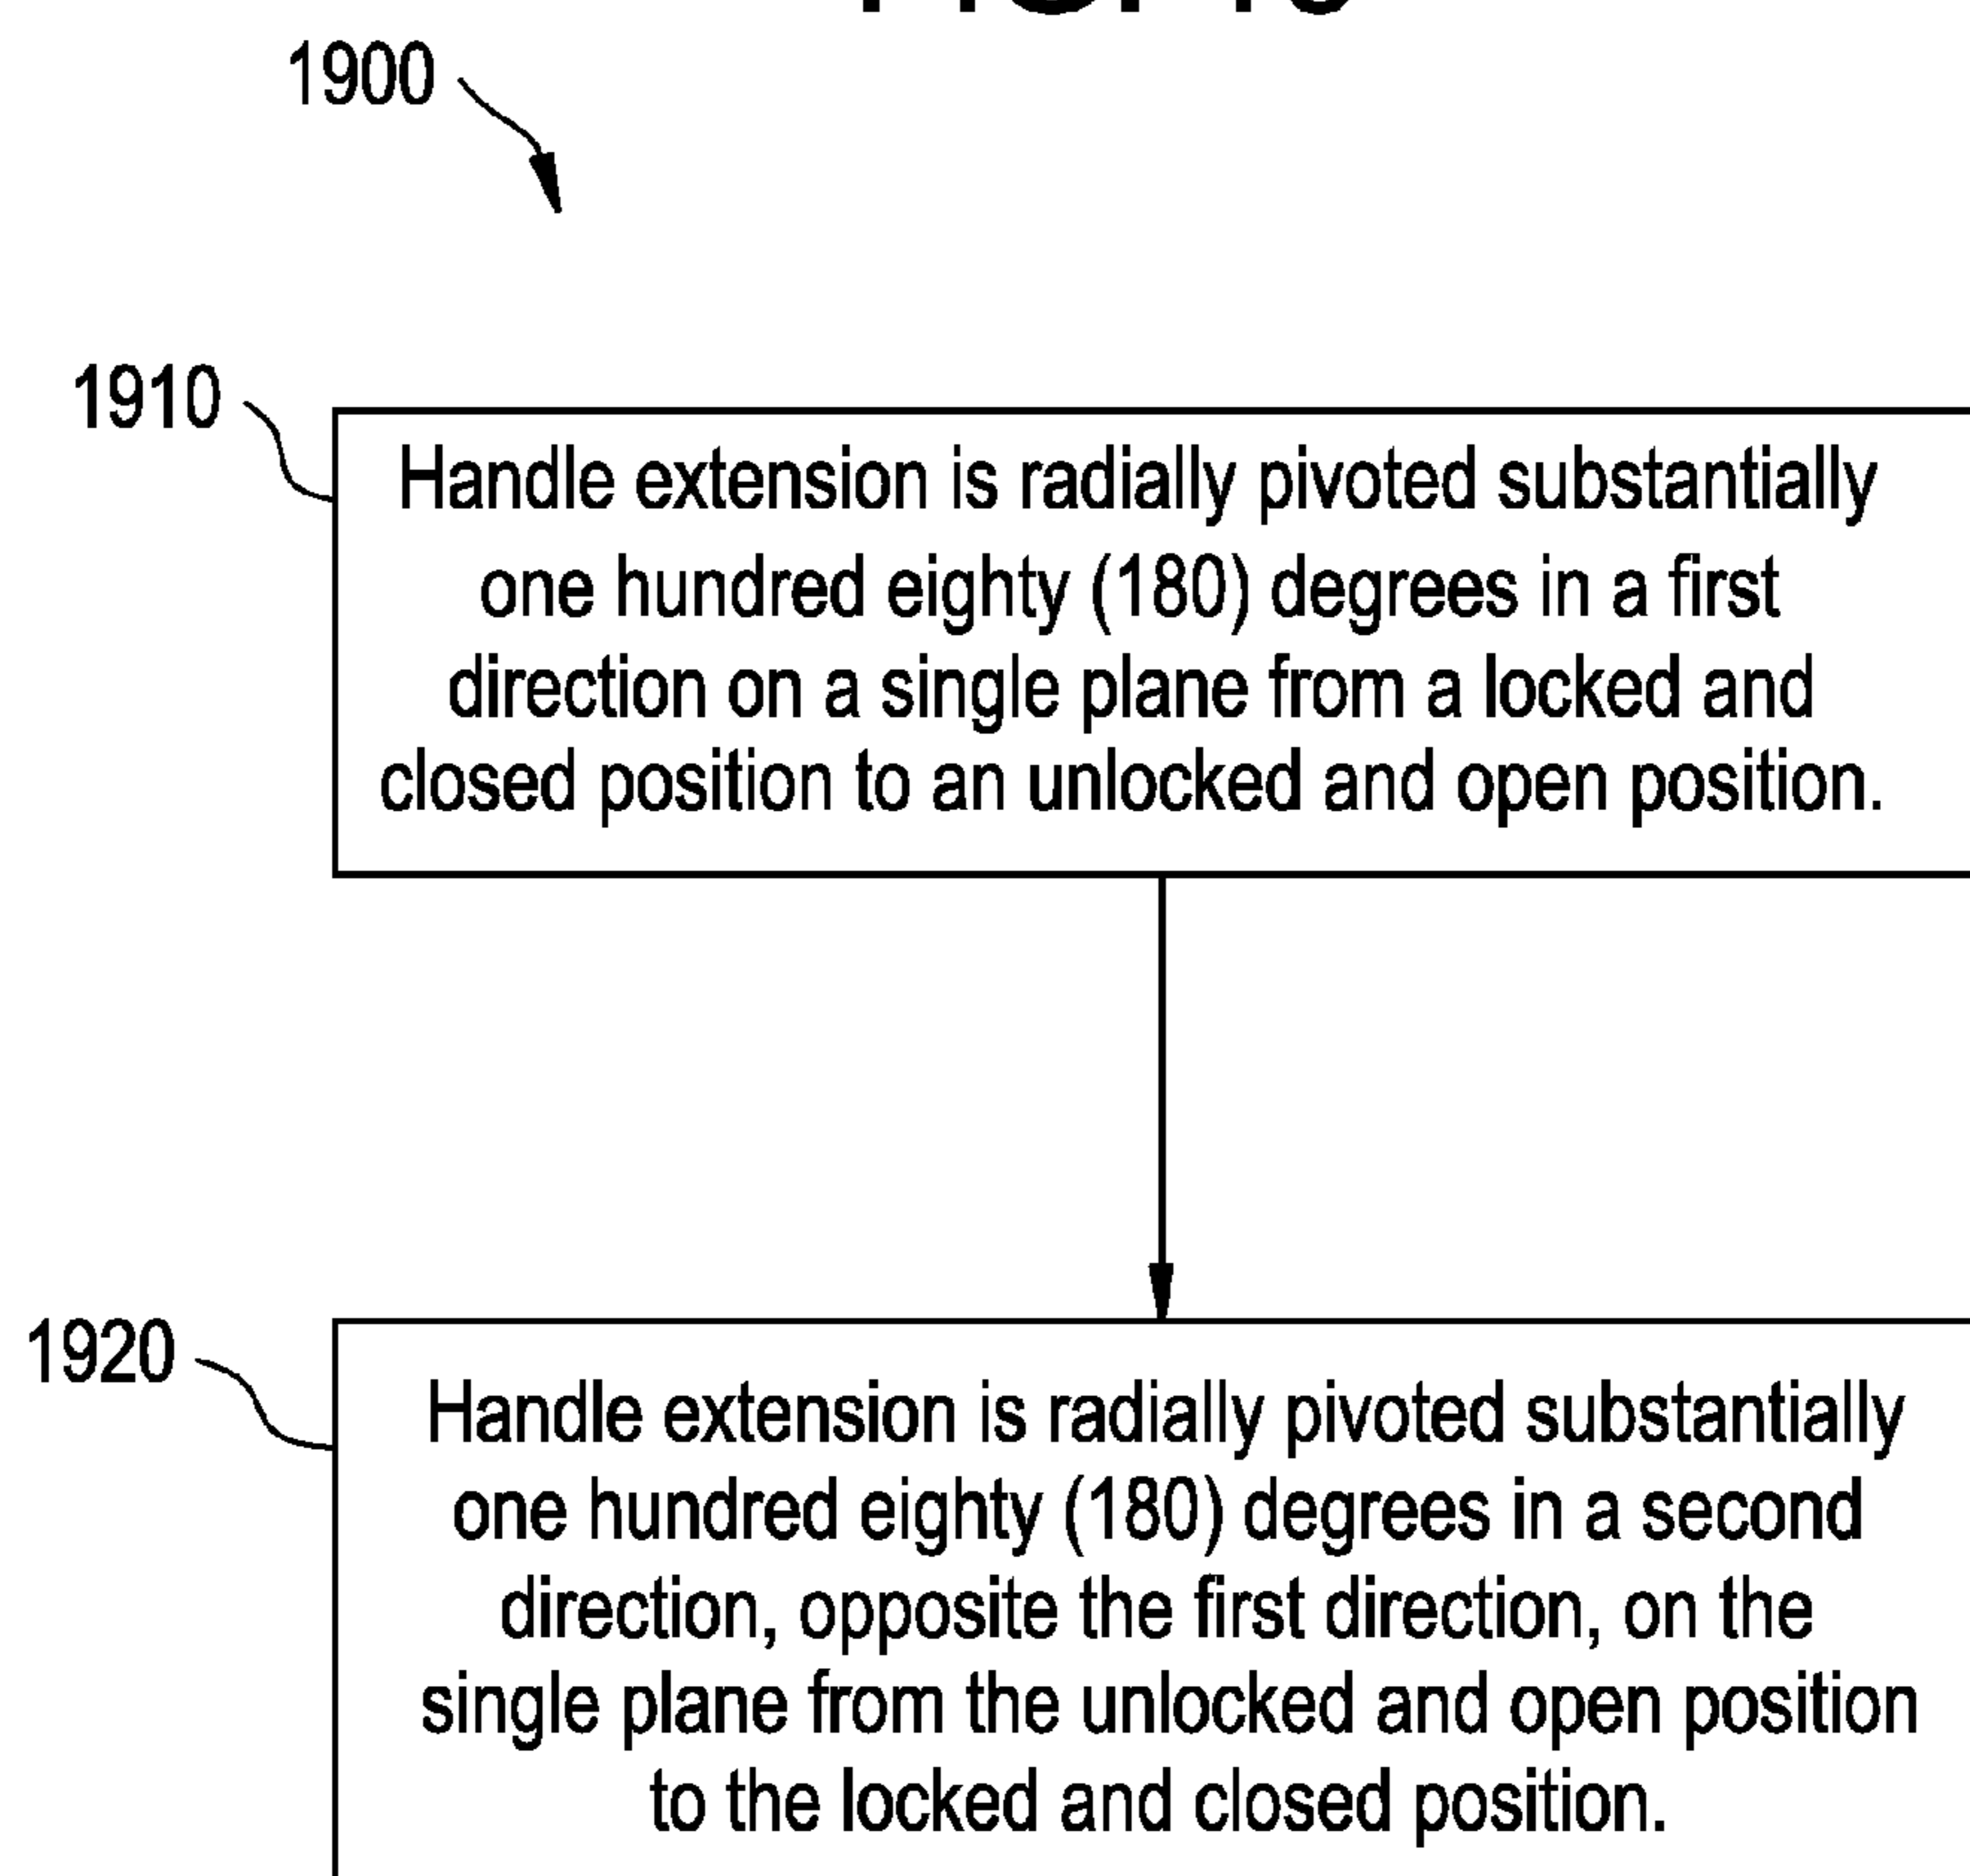 1900
1910
Handle extension is radially pivoted substantially
one hundred eighty (180) degrees in a first
direction on a single plane from a locked and
closed position to an unlocked and open position.
1920
Handle extension is radially pivoted substantially
one hundred eighty (180) degrees in a second
direction, opposite the first direction, on the
single plane from the unlocked and open position
to the locked and closed position.